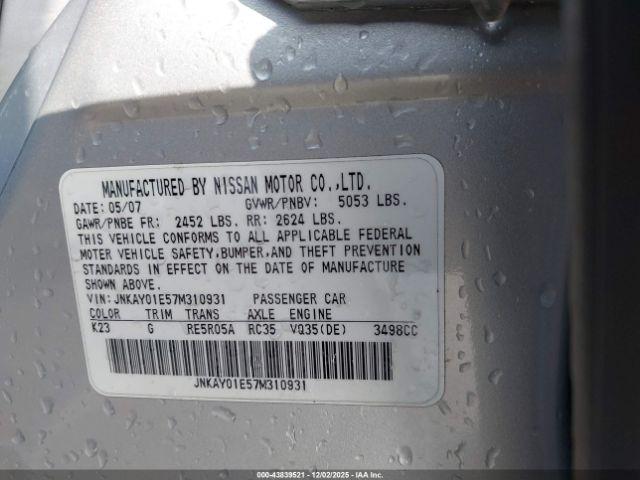 MANUFACTURED BY NISSAN MOTOR CO.,LTD.
DATE: 05/07 GVWR/PNBV: 5053 LBS.
GAWR/PNBE FR: 2452 LBS. RR: 2624 LBS.
THIS VEHICLE CONFORMS TO ALL APPLICABLE FEDERAL
MOTER VEHICLE SAFETY,BUMPER,AND THEFT PREVENTION
STANDARDS IN EFFECT ON THE DATE OF MANUFACTURE
SHOWN ABOVE.
VIN:JNKAY01E57M310931 PASSENGER CAR
COLOR TRIM TRANS AXLE ENGINE
K23 G RE5R05A RC35 VQ35(DE) 3498CC
JNKAY01E57M310931
00-43839521 - 12/02/2025 - IAA Inc.